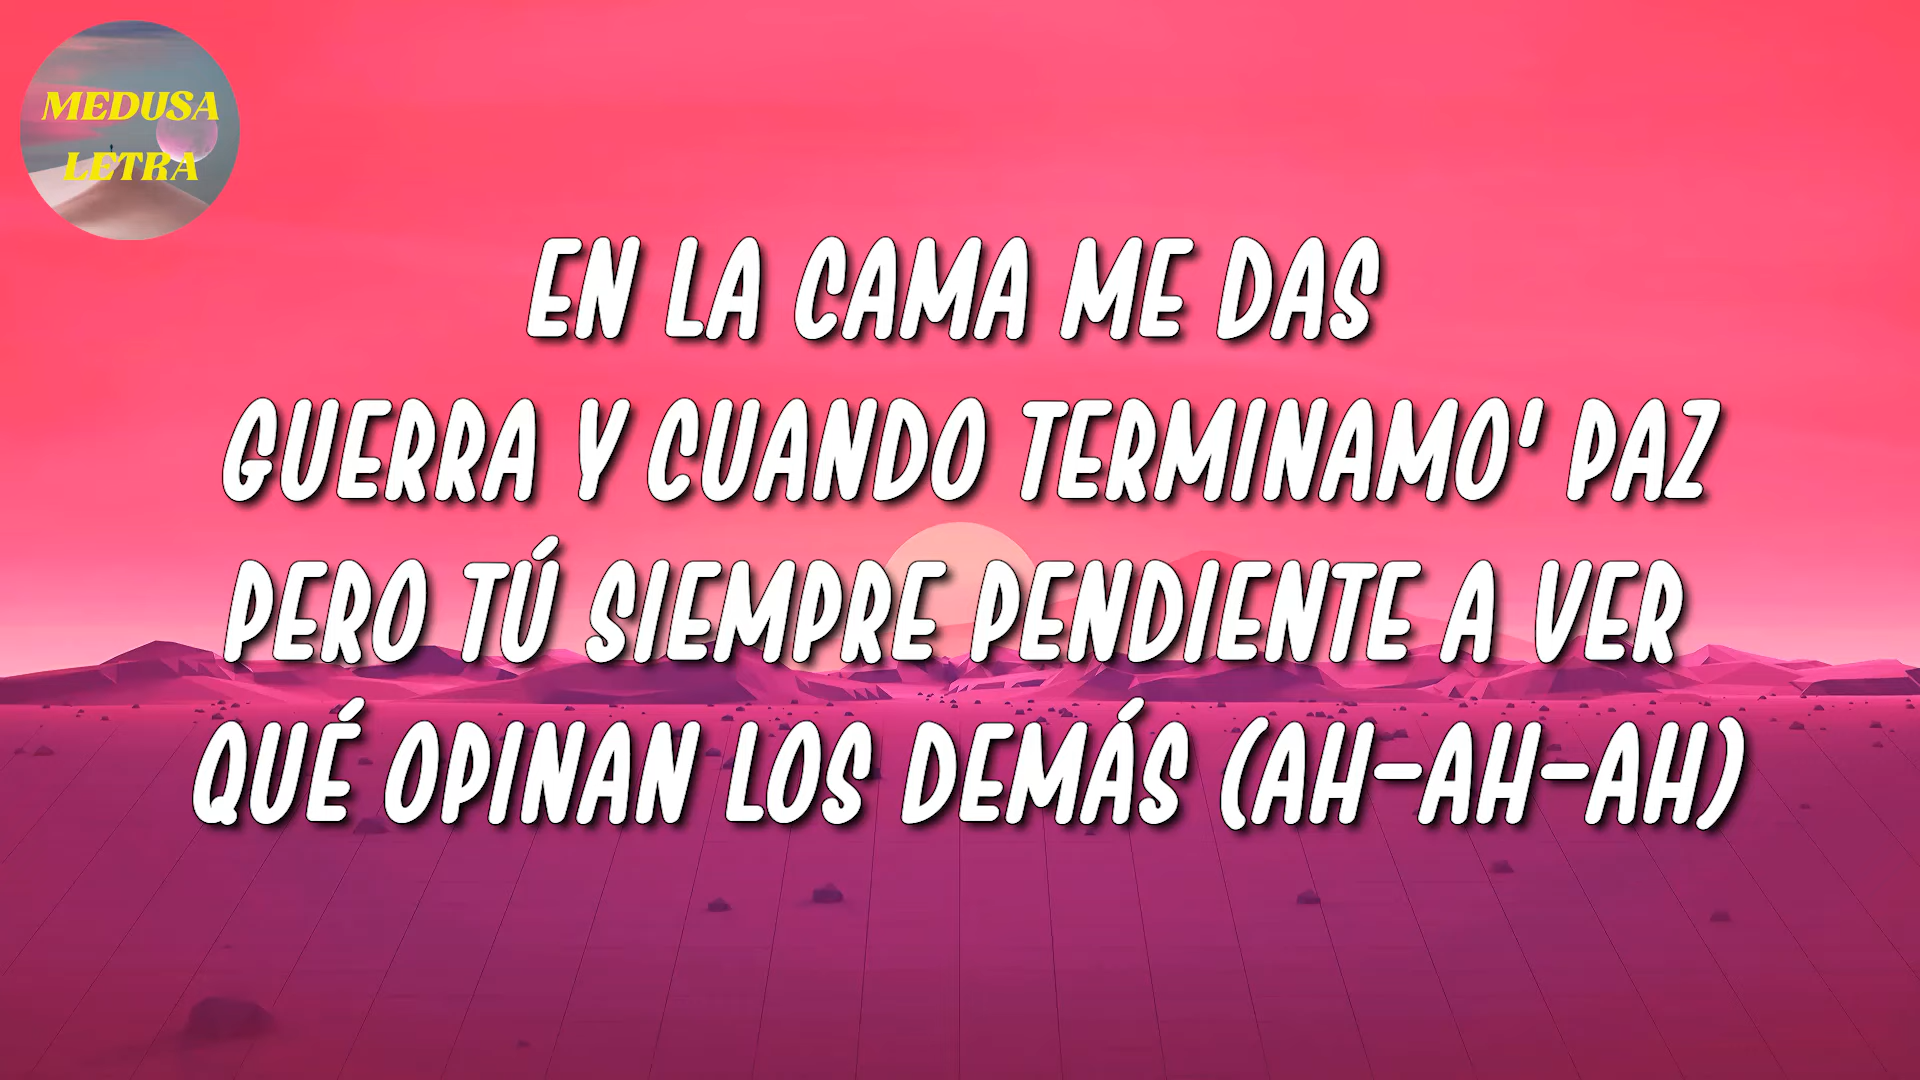 MEDUSA
LETRA
EN LA CAMA ME DAS
GUERRA Y CUANDO TERMINAMO' PAZ
PERO TÚ SIEMPRE PENDIENTE A VER
QUÉ OPINAN LOS DEMÁS (AH-AH-AH)